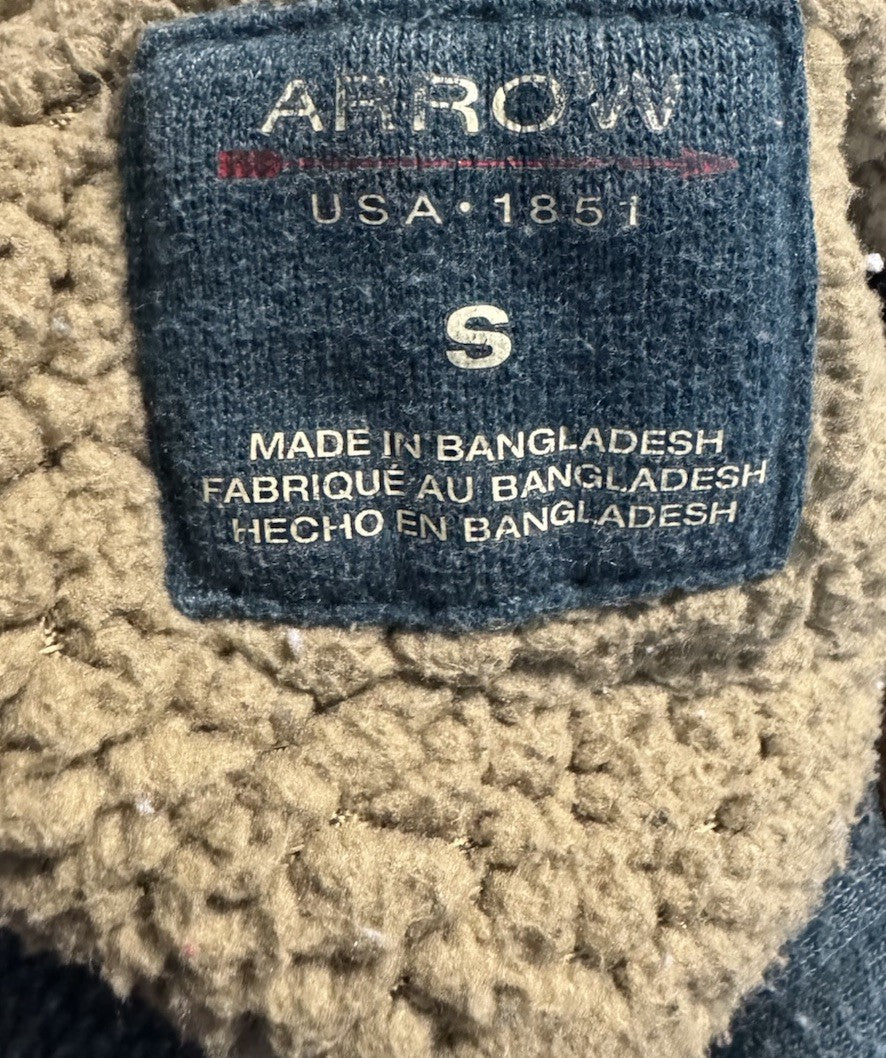 ARROW
USA • 1851
S
MADE IN BANGLADESH
FABRIQUÉ AU BANGLADESH
HECHO EN BANGLADESH